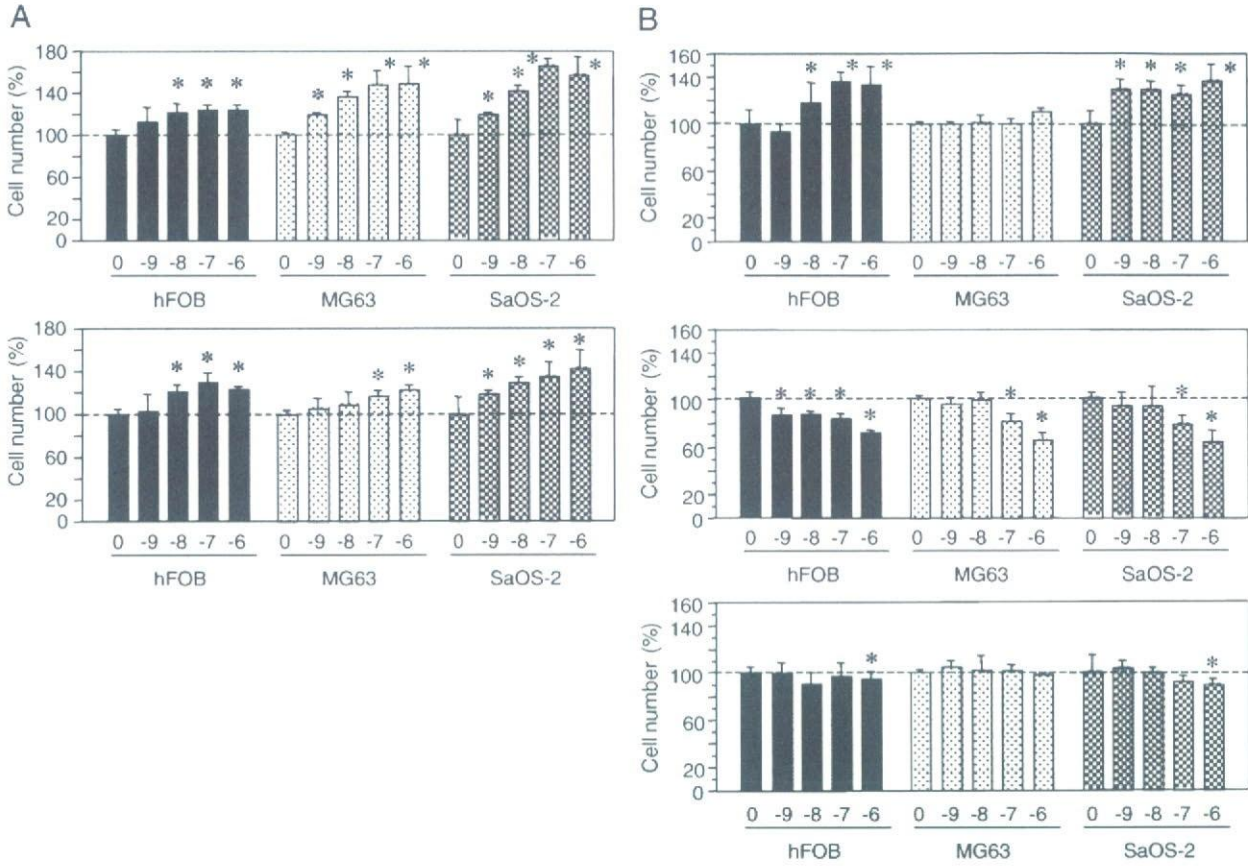 A
Cell number (%)
180
140
100
60
20
0
* * * * * * * * * * *
0 -9 -8 -7 -6 0 -9 -8 -7 -6 0 -9 -8 -7 -6
hFOB MG63 SaOS-2
Cell number (%)
180
140
100
60
20
0
* * * * * * * * *
0 -9 -8 -7 -6 0 -9 -8 -7 -6 0 -9 -8 -7 -6
hFOB MG63 SaOS-2
B
Cell number (%)
160
140
100
60
20
0
* * * * * * *
0 -9 -8 -7 -6 0 -9 -8 -7 -6 0 -9 -8 -7 -6
hFOB MG63 SaOS-2
Cell number (%)
160
140
100
60
20
0
* * * * * * * *
0 -9 -8 -7 -6 0 -9 -8 -7 -6 0 -9 -8 -7 -6
hFOB MG63 SaOS-2
Cell number (%)
160
140
100
60
20
0
* *
0 -9 -8 -7 -6 0 -9 -8 -7 -6 0 -9 -8 -7 -6
hFOB MG63 SaOS-2